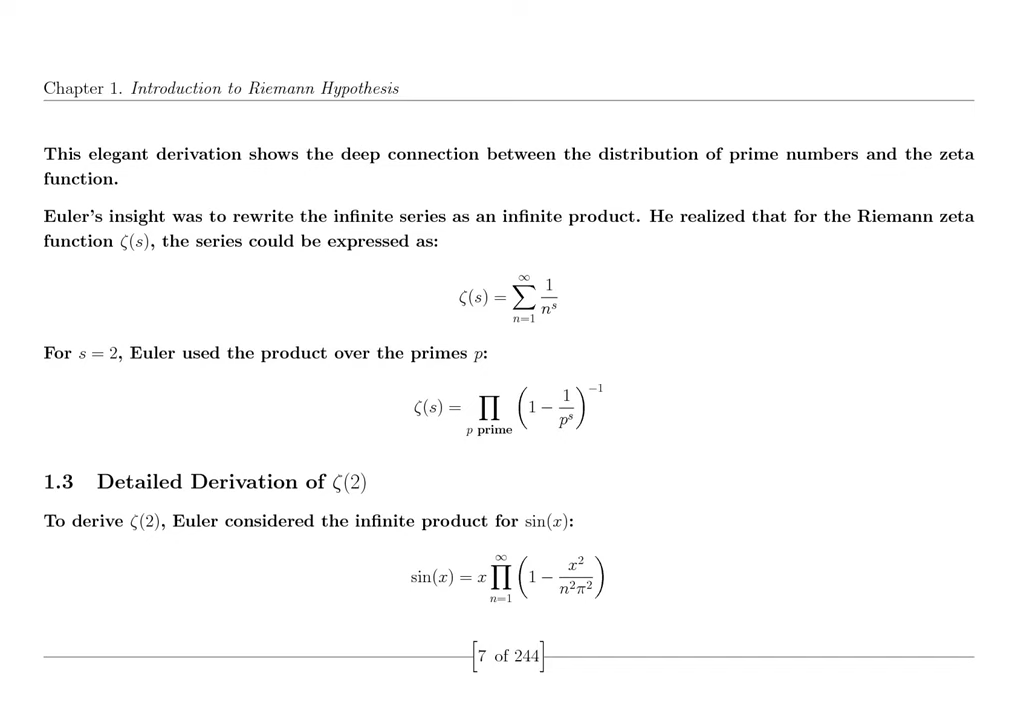 Chapter 1. Introduction to Riemann Hypothesis
This elegant derivation shows the deep connection between the distribution of prime numbers and the zeta
function.
Euler's insight was to rewrite the infinite series as an infinite product. He realized that for the Riemann zeta
function ζ(s), the series could be expressed as:
ζ(s) = ∑_{n=1}^{∞} 1/n^s
For s = 2, Euler used the product over the primes p:
ζ(s) = ∏_{p prime} (1 − 1/p^s)^{−1}
1.3 Detailed Derivation of ζ(2)
To derive ζ(2), Euler considered the infinite product for sin(x):
sin(x) = x ∏_{n=1}^{∞} (1 − x^2/(n^2π^2))
[7 of 244]